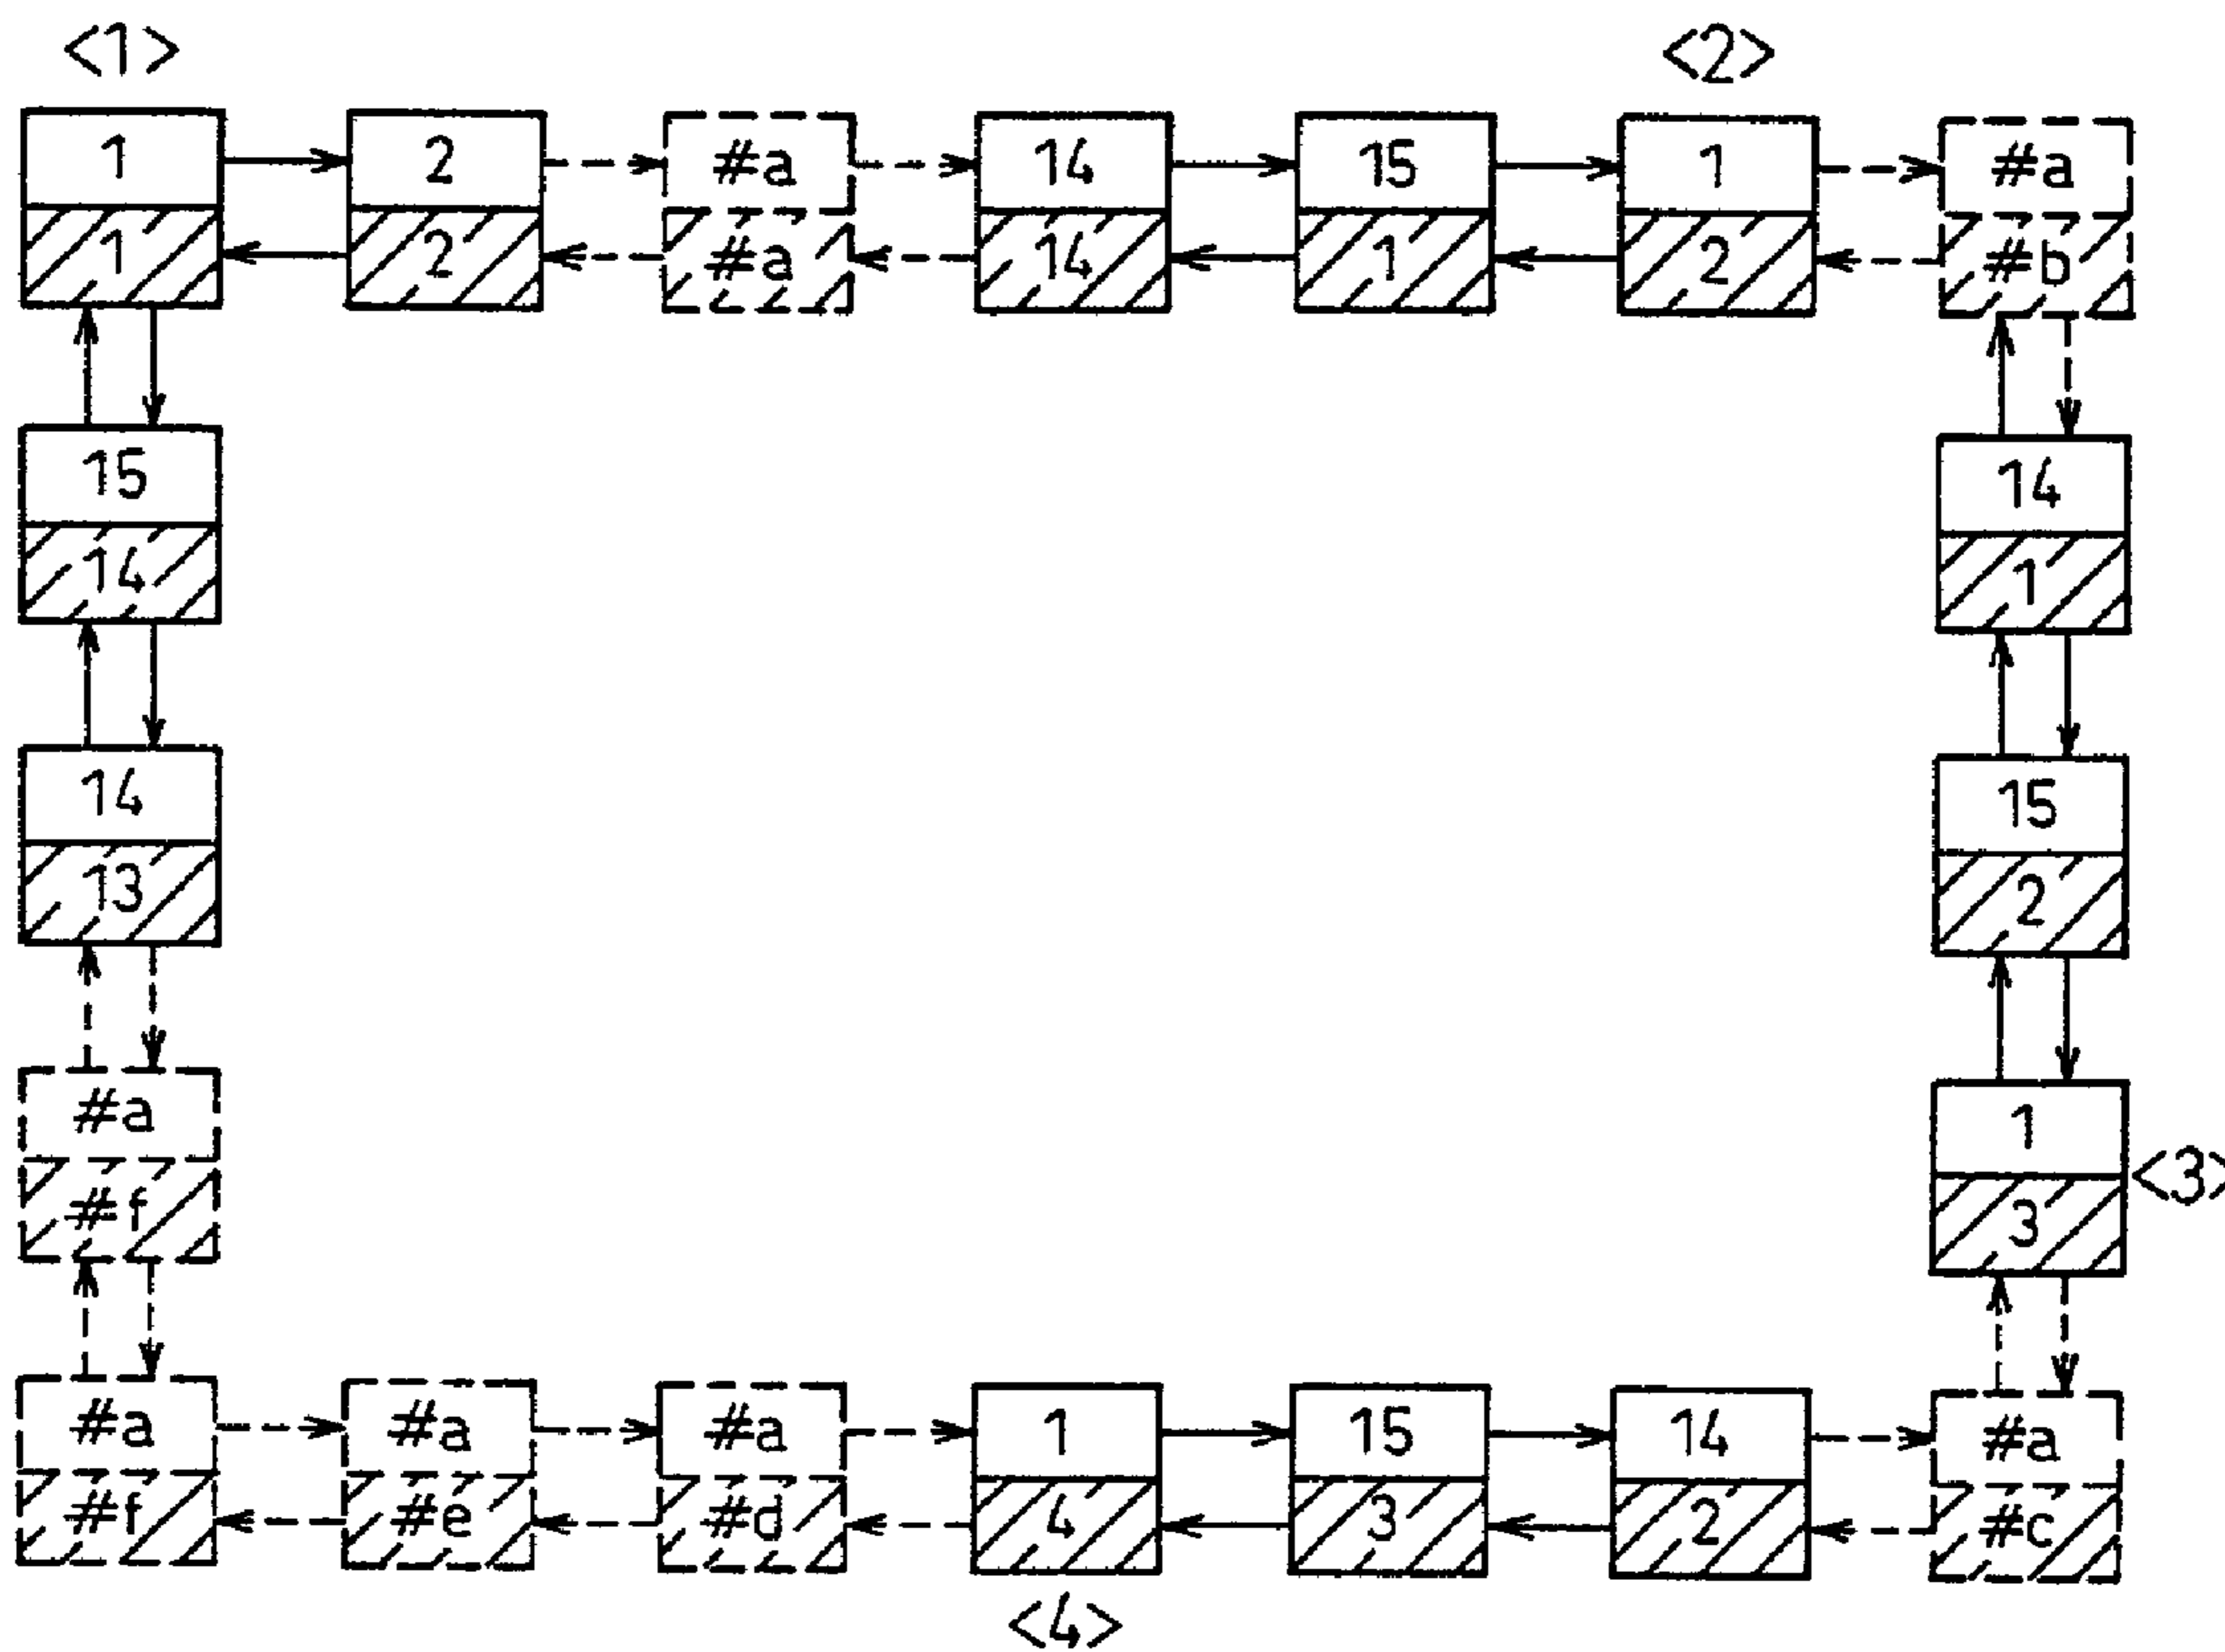 <1> <2>
1 2 #a 14 15 1 #a
1 2 #a 14 1 2 #b
15 14
14 1
14 15
13 2
#a 1
#f 3 <3>
#a #a #a 1 15 14 #a
#f #e #d 4 3 2 #c
<4>